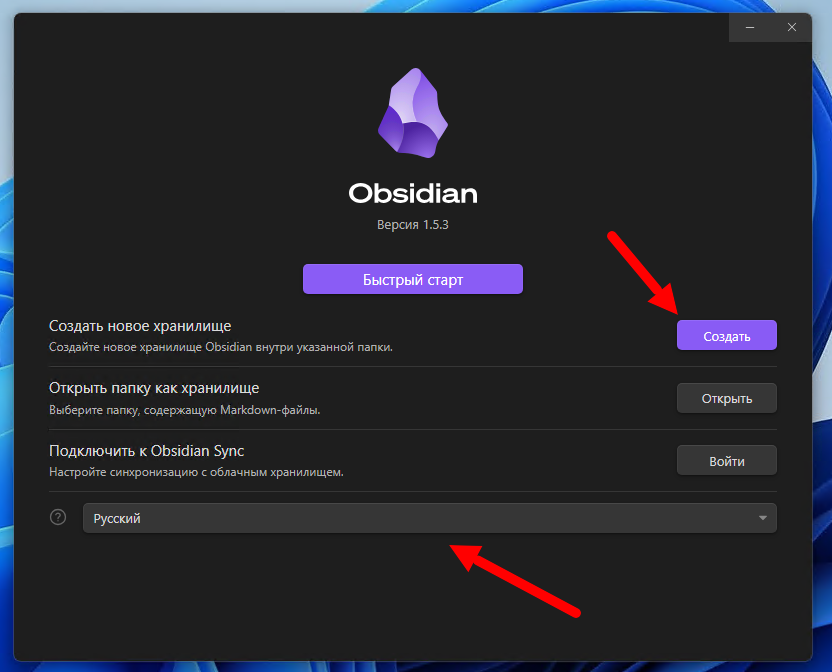 Obsidian
Версия 1.5.3
Быстрый старт
Создать новое хранилище
Создайте новое хранилище Obsidian внутри указанной папки.
Создать
Открыть папку как хранилище
Выберите папку, содержащую Markdown-файлы.
Открыть
Подключить к Obsidian Sync
Настройте синхронизацию с облачным хранилищем.
Войти
Русский